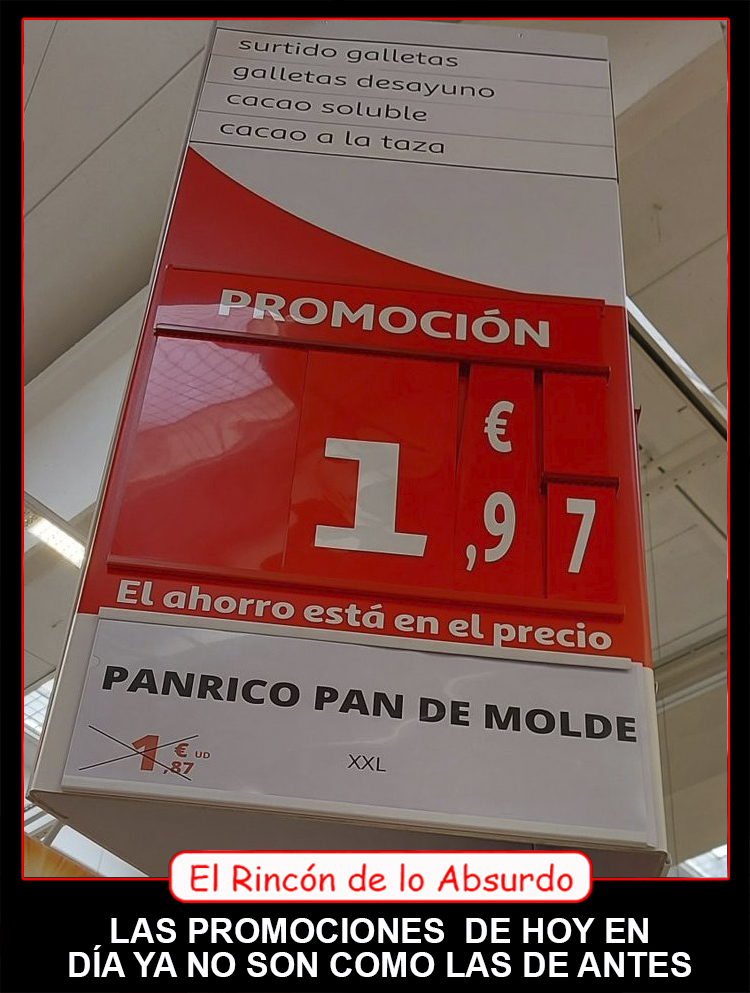 surtido galletas
galletas desayuno
cacao soluble
cacao a la taza
PROMOCIÓN
1 € ,97
El ahorro está en el precio
PANRICO PAN DE MOLDE
1 € ,87 UD
XXL
El Rincón de lo Absurdo
LAS PROMOCIONES DE HOY EN
DÍA YA NO SON COMO LAS DE ANTES